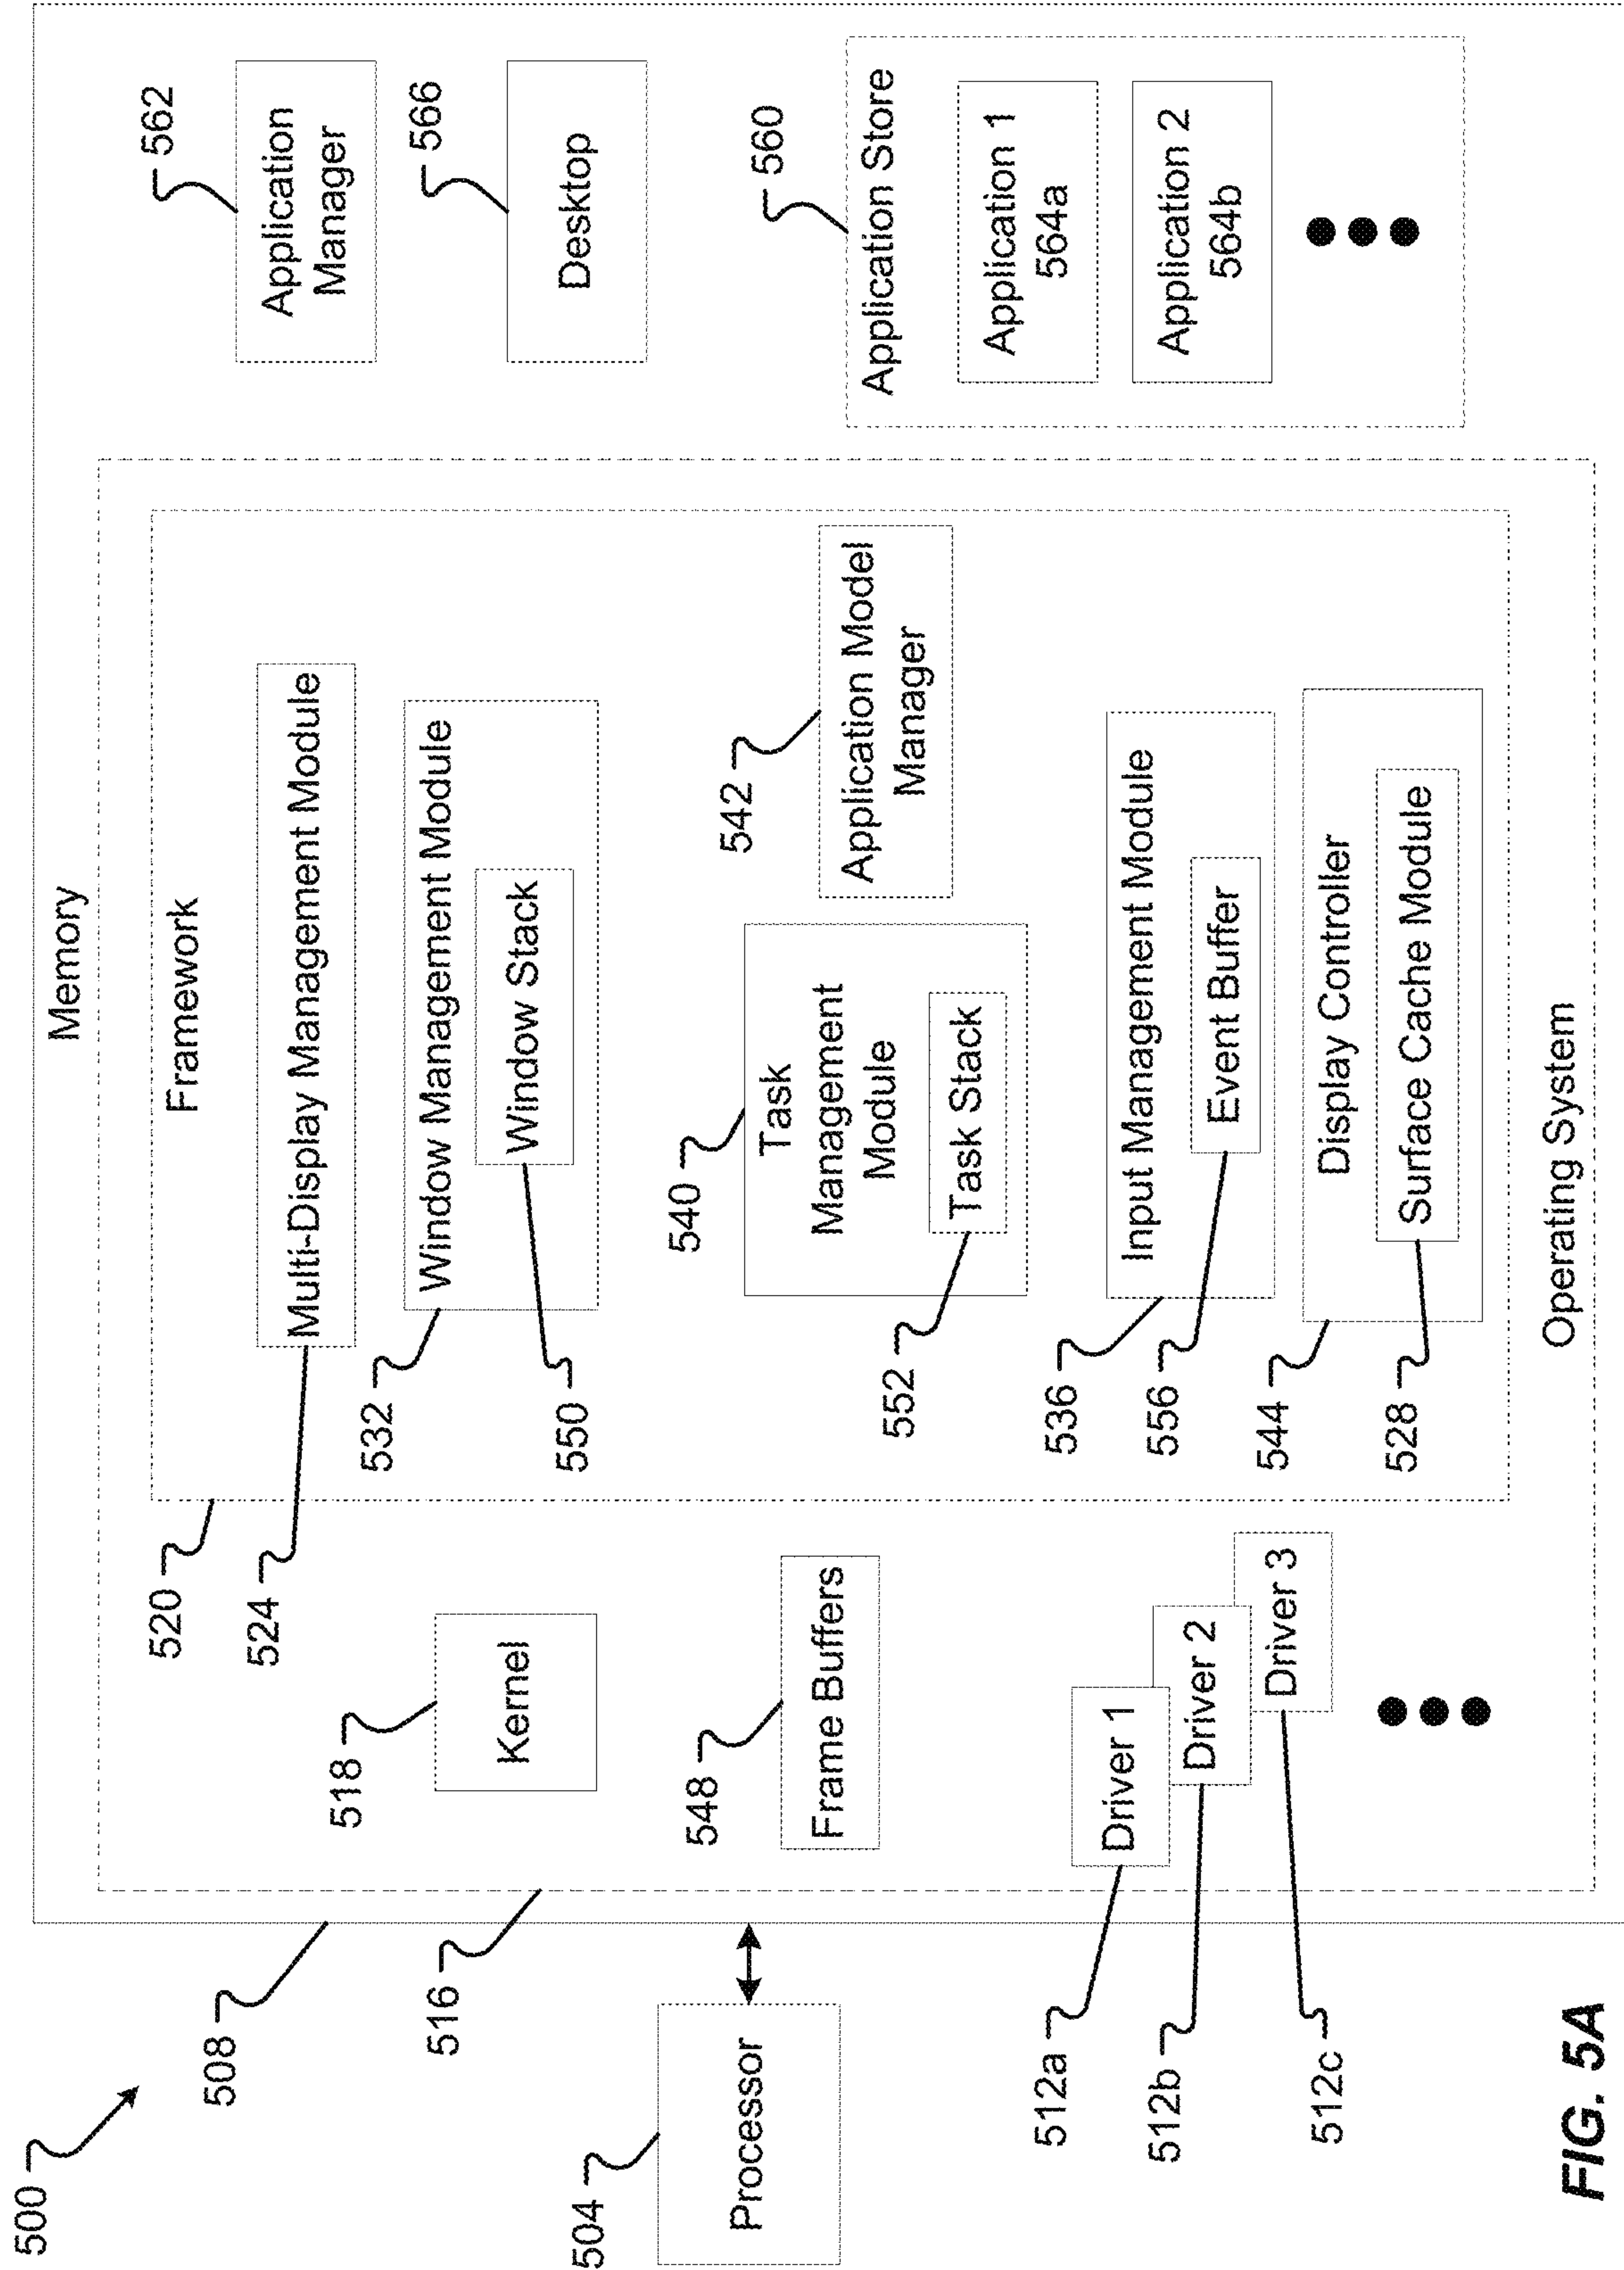 500
508
Memory
516
520
Framework
524
Multi-Display Management Module
562
Application
Manager
518
Kernel
532
Window Management Module
550
Window Stack
566
Desktop
504
Processor
548
Frame Buffers
540
Task
Management
Module
552
Task Stack
542
Application Model
Manager
560
Application Store
Application 1
564a
Application 2
564b
512a
Driver 1
512b
Driver 2
512c
Driver 3
536
Input Management Module
556
Event Buffer
544
Display Controller
528
Surface Cache Module
Operating System
FIG. 5A